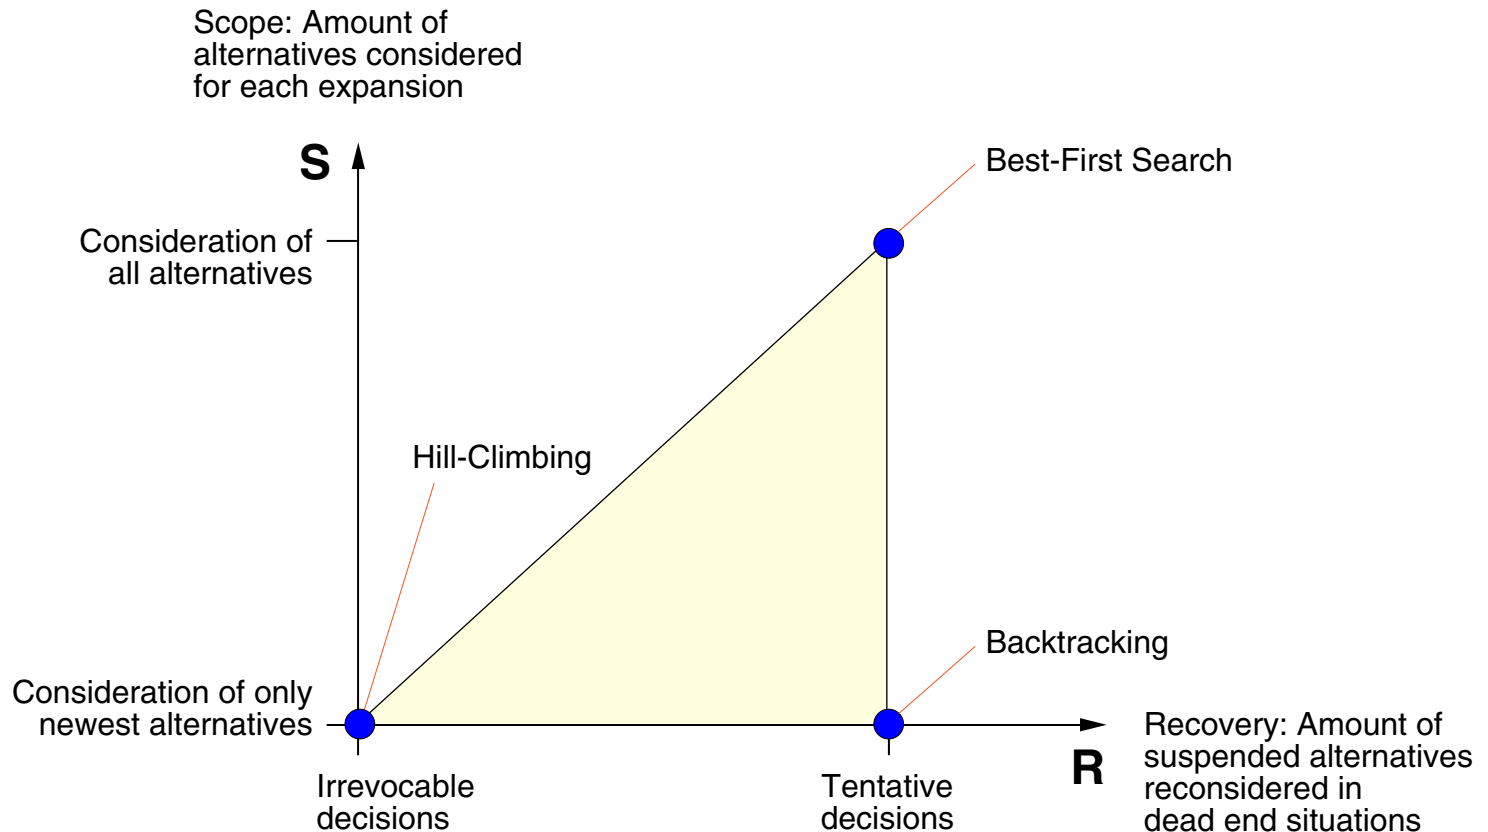 Scope: Amount of
alternatives considered
for each expansion
S
Best-First Search
Consideration of
all alternatives
Hill-Climbing
Backtracking
Consideration of only
newest alternatives
Recovery: Amount of
suspended alternatives
reconsidered in
dead end situations
R
Irrevocable
decisions
Tentative
decisions